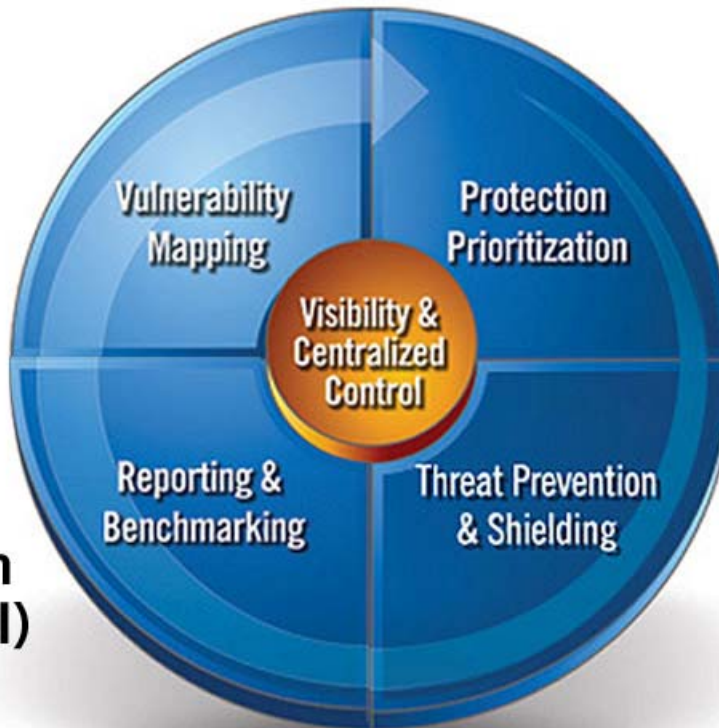 Vulnerability
Mapping
Protection
Prioritization
Visibility &
Centralized
Control
Reporting &
Benchmarking
Threat Prevention
& Shielding